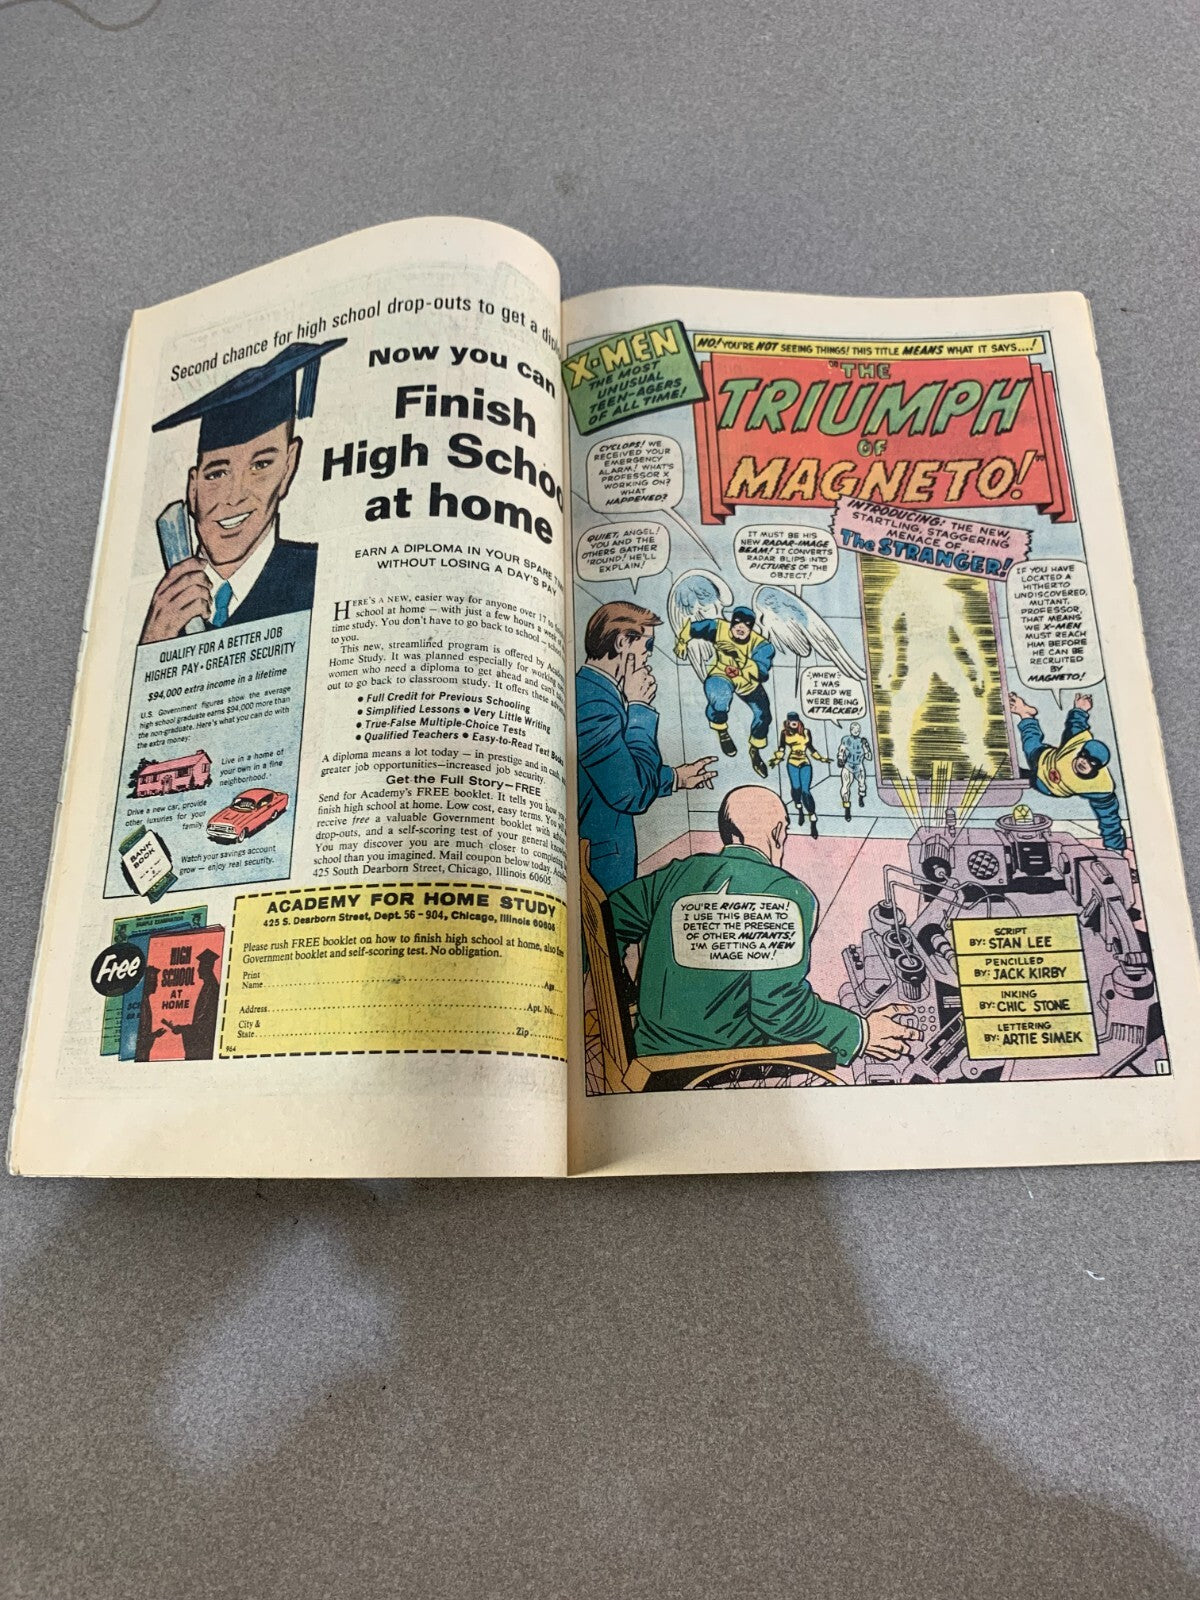 Second chance for high school drop-outs to get a
Now you can
Finish
High
at home
EARN A DIPLOMA IN YOUR SPARE
WITHOUT LOSING A DAY'S PAY
HERE'S A NEW, easier way for anyone over 17 to
school at home — with just a few hours a week of
time study. You don't have to go back to school
to you.
This new, streamlined program is offered by
Home Study. It was planned especially for working
women who need a diploma to get ahead and can't
out to go back to classroom study. It offers these
• Full Credit for Previous Schooling
• Simplified Lessons • Very Little Writing
• True-False Multiple-Choice Tests
• Qualified Teachers • Easy-to-Read Text
A diploma means a lot today — in prestige and in
greater job opportunities—increased job security.
Get the Full Story—FREE
Send for Academy's FREE booklet. It tells you how
finish high school at home. Low cost, easy terms. You
receive free a valuable Government booklet with
drop-outs, and a self-scoring test of your general
You may discover you are much closer to
school than you imagined. Mail coupon below today.
425 South Dearborn Street, Chicago, Illinois 60605.
QUALIFY FOR A BETTER JOB
HIGHER PAY • GREATER SECURITY
$94,000 extra income in a lifetime
U.S. Government figures show the average
high school graduate earns $94,000 more than
the non-graduate. Here's what you can do with
the extra money:
Live in a home of
your own in a fine
neighborhood.
Drive a new car, provide
other luxuries for your
family.
BANK
BOOK
Watch your savings account
grow — enjoy real security.
Free
HIGH
SCHOOL
AT
HOME
ACADEMY FOR HOME STUDY
425 S. Dearborn Street, Dept. 56-904, Chicago, Illinois 60605
Please rush FREE booklet on how to finish high school at home, also
Government booklet and self-scoring test. No obligation.
Print
Name Age
Address Apt. No.
City &
State Zip
964
X-MEN
THE MOST
UNUSUAL
TEEN-AGERS
OF ALL TIME!
NO! YOU'RE NOT SEEING THINGS! THIS TITLE MEANS WHAT IT SAYS...!
"THE
TRIUMPH
OF
MAGNETO!"
INTRODUCING: THE NEW,
STARTLING, STAGGERING
MENACE OF...
The STRANGER!
CYCLOPS! WE
RECEIVED YOUR
EMERGENCY
ALARM! WHAT'S
PROFESSOR X
WORKING ON?
WHAT
HAPPENED?
QUIET, ANGEL!
YOU AND THE
OTHERS GATHER
'ROUND! HE'LL
EXPLAIN!
IT MUST BE HIS
NEW RADAR-IMAGE
BEAM! IT CONVERTS
RADAR BLIPS INTO
PICTURES OF THE
OBJECT!
WHEW!
I WAS
AFRAID WE
WERE BEING
ATTACKED!
IF YOU HAVE
LOCATED A
HITHERTO
UNDISCOVERED,
MUTANT,
PROFESSOR,
THAT MEANS
WE X-MEN
MUST REACH
HIM BEFORE
HE CAN BE
RECRUITED
BY
MAGNETO!
YOU'RE RIGHT, JEAN!
I USE THIS BEAM TO
DETECT THE PRESENCE
OF OTHER MUTANTS!
I'M GETTING A NEW
IMAGE NOW!
SCRIPT
BY: STAN LEE
PENCILLED
BY: JACK KIRBY
INKING
BY: CHIC STONE
LETTERING
BY: ARTIE SIMEK
1